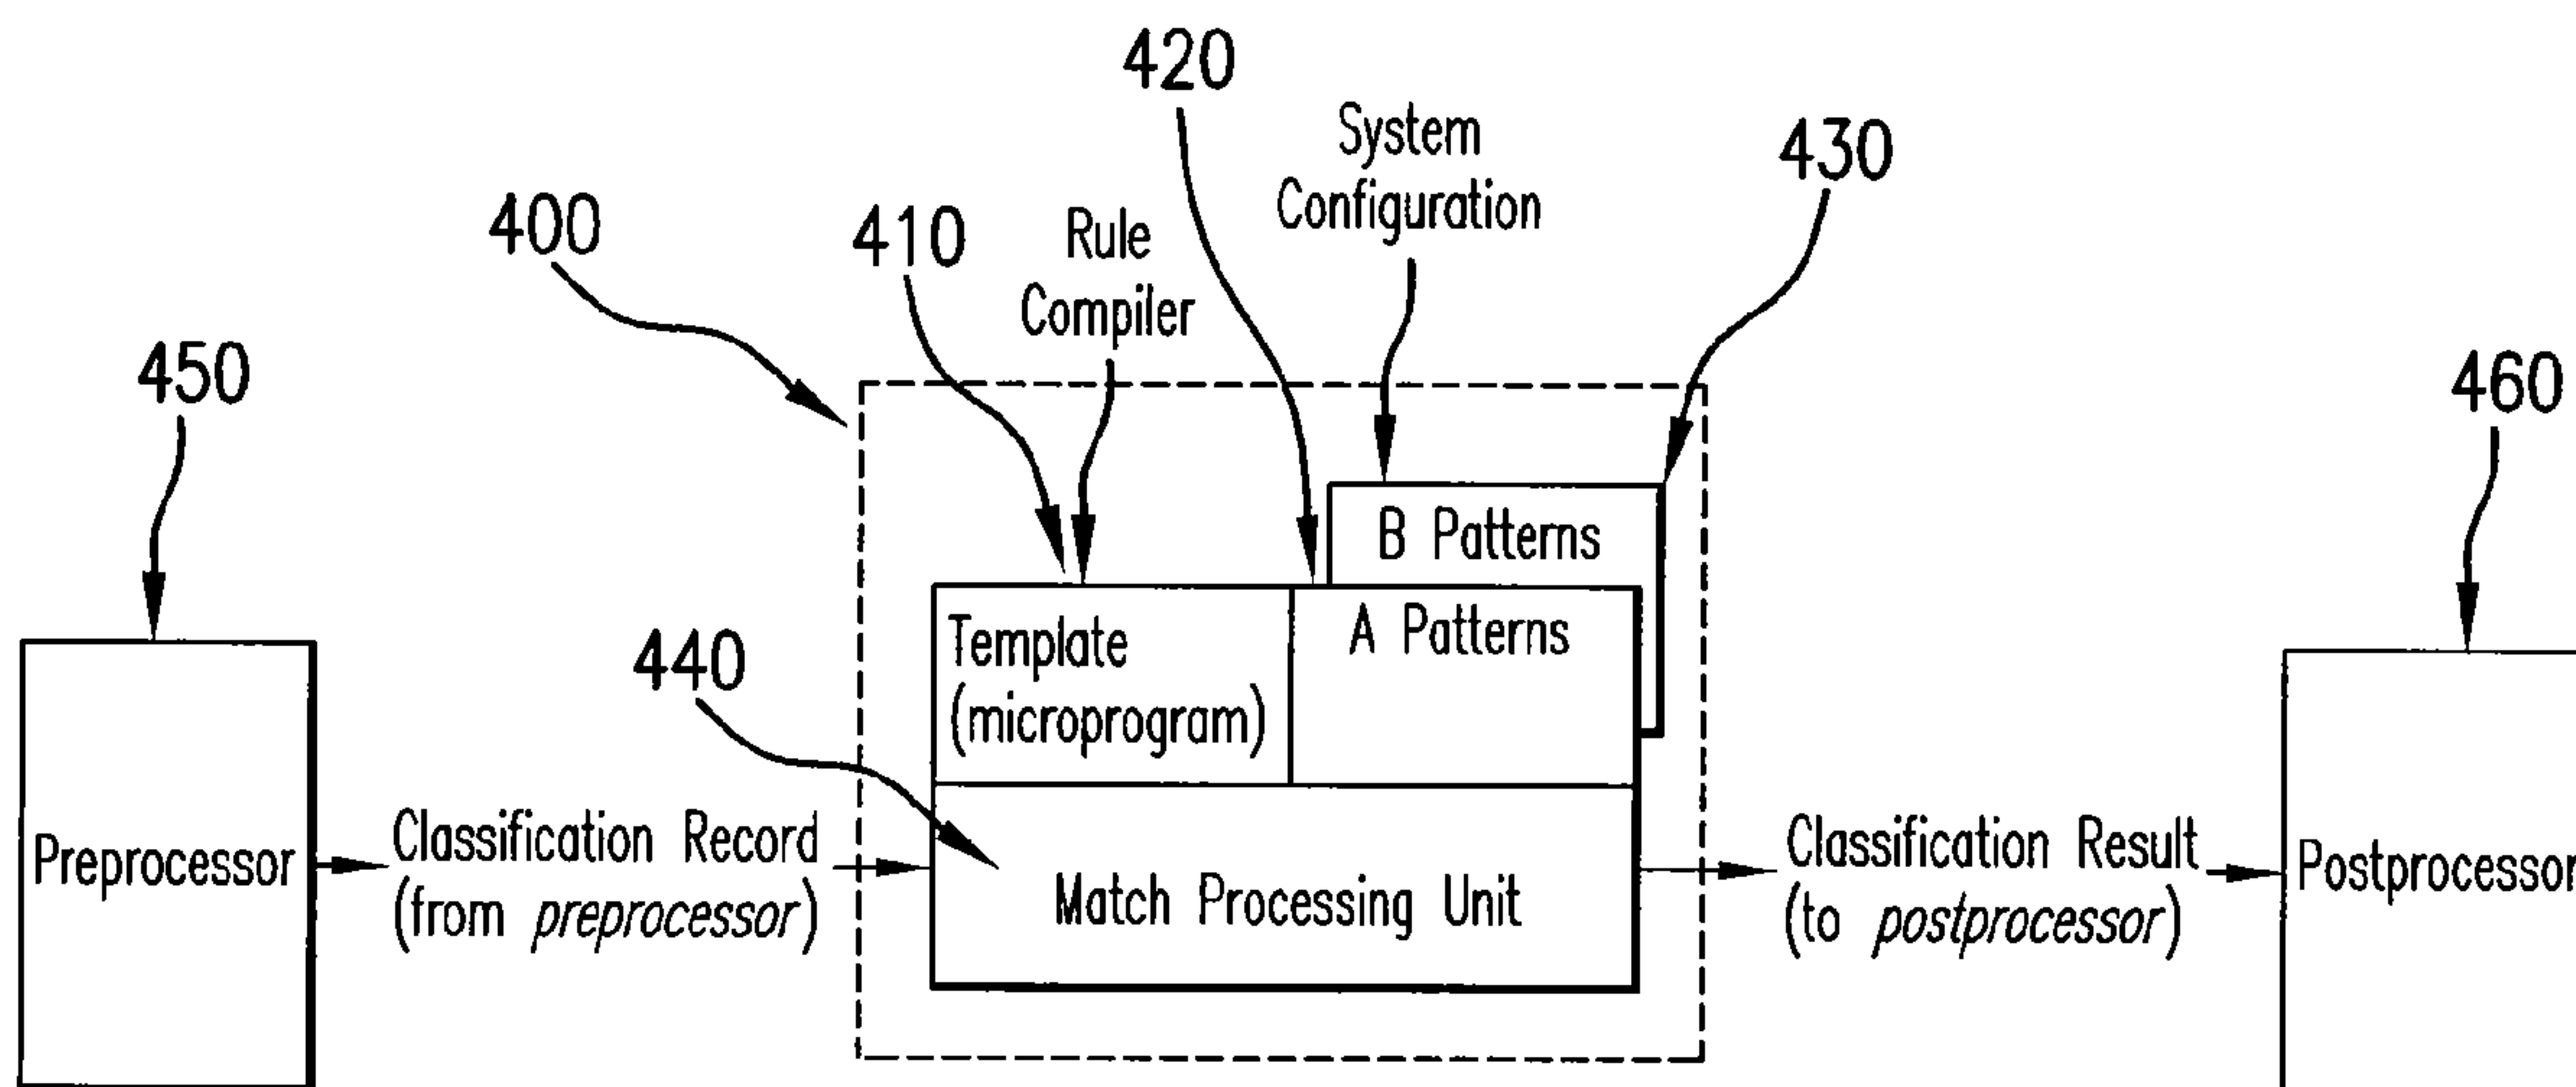 420
System
Configuration
430
400
410
Rule
Compiler
450
460
B Patterns
Template
(microprogram)
A Patterns
440
Preprocessor
Classification Record
(from preprocessor)
Match Processing Unit
Classification Result
(to postprocessor)
Postprocessor